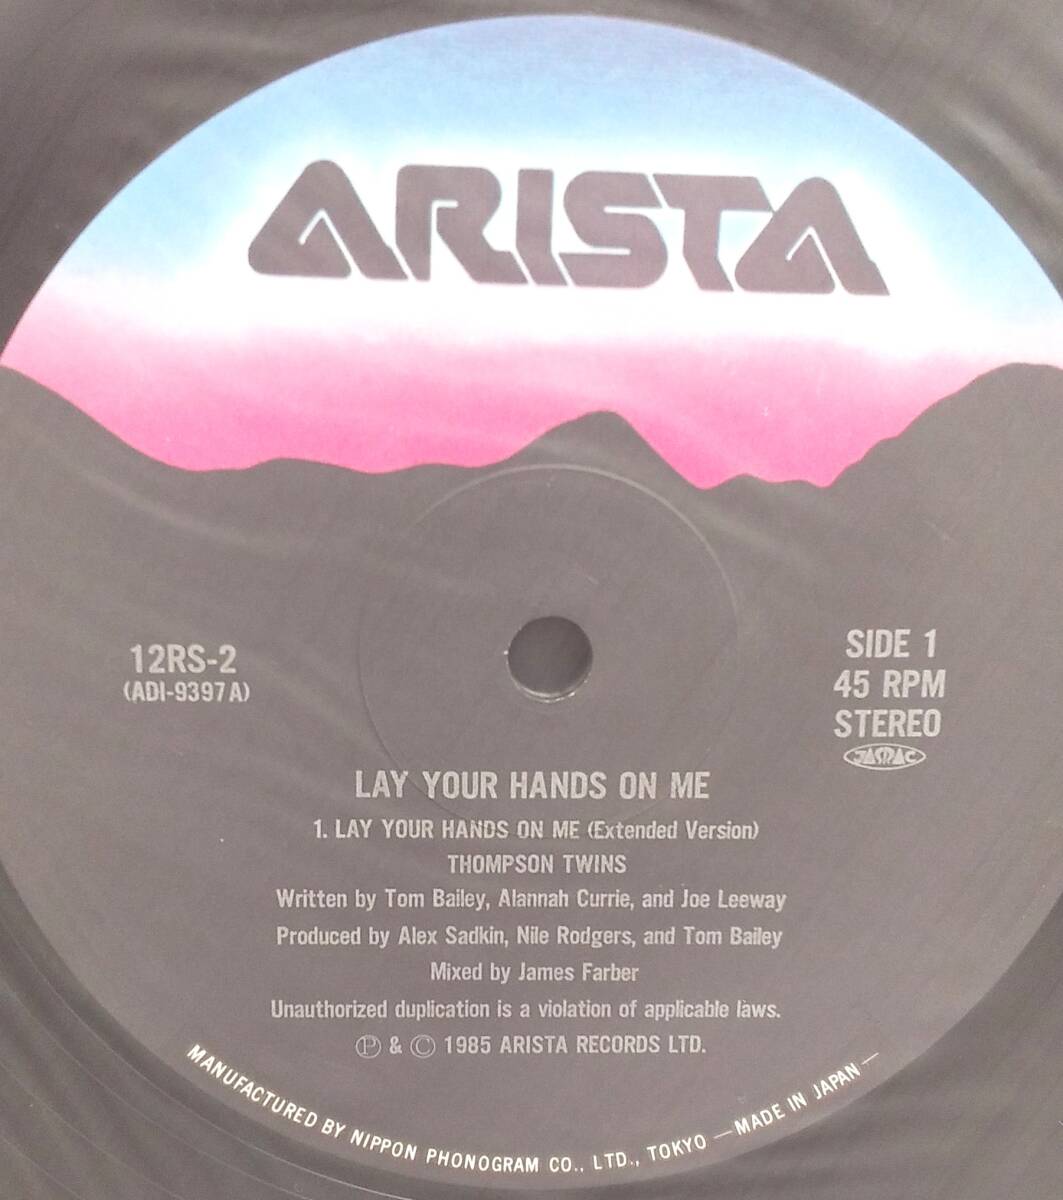 ARISTA
12RS-2
(ADI-9397A)
SIDE 1
45 RPM
STEREO
JASRAC
LAY YOUR HANDS ON ME
1. LAY YOUR HANDS ON ME (Extended Version)
THOMPSON TWINS
Written by Tom Bailey, Alannah Currie, and Joe Leeway
Produced by Alex Sadkin, Nile Rodgers, and Tom Bailey
Mixed by James Farber
Unauthorized duplication is a violation of applicable laws.
Ⓟ & © 1985 ARISTA RECORDS LTD.
MANUFACTURED BY NIPPON PHONOGRAM CO., LTD., TOKYO —MADE IN JAPAN—